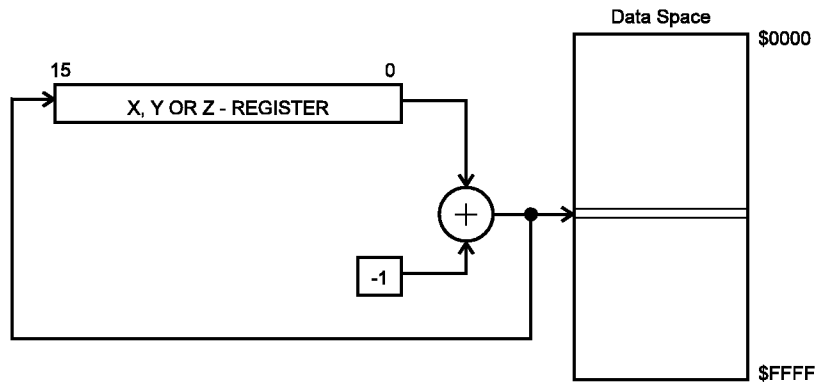 Data Space
$0000
15 0
X, Y OR Z - REGISTER
+
-1
$FFFF